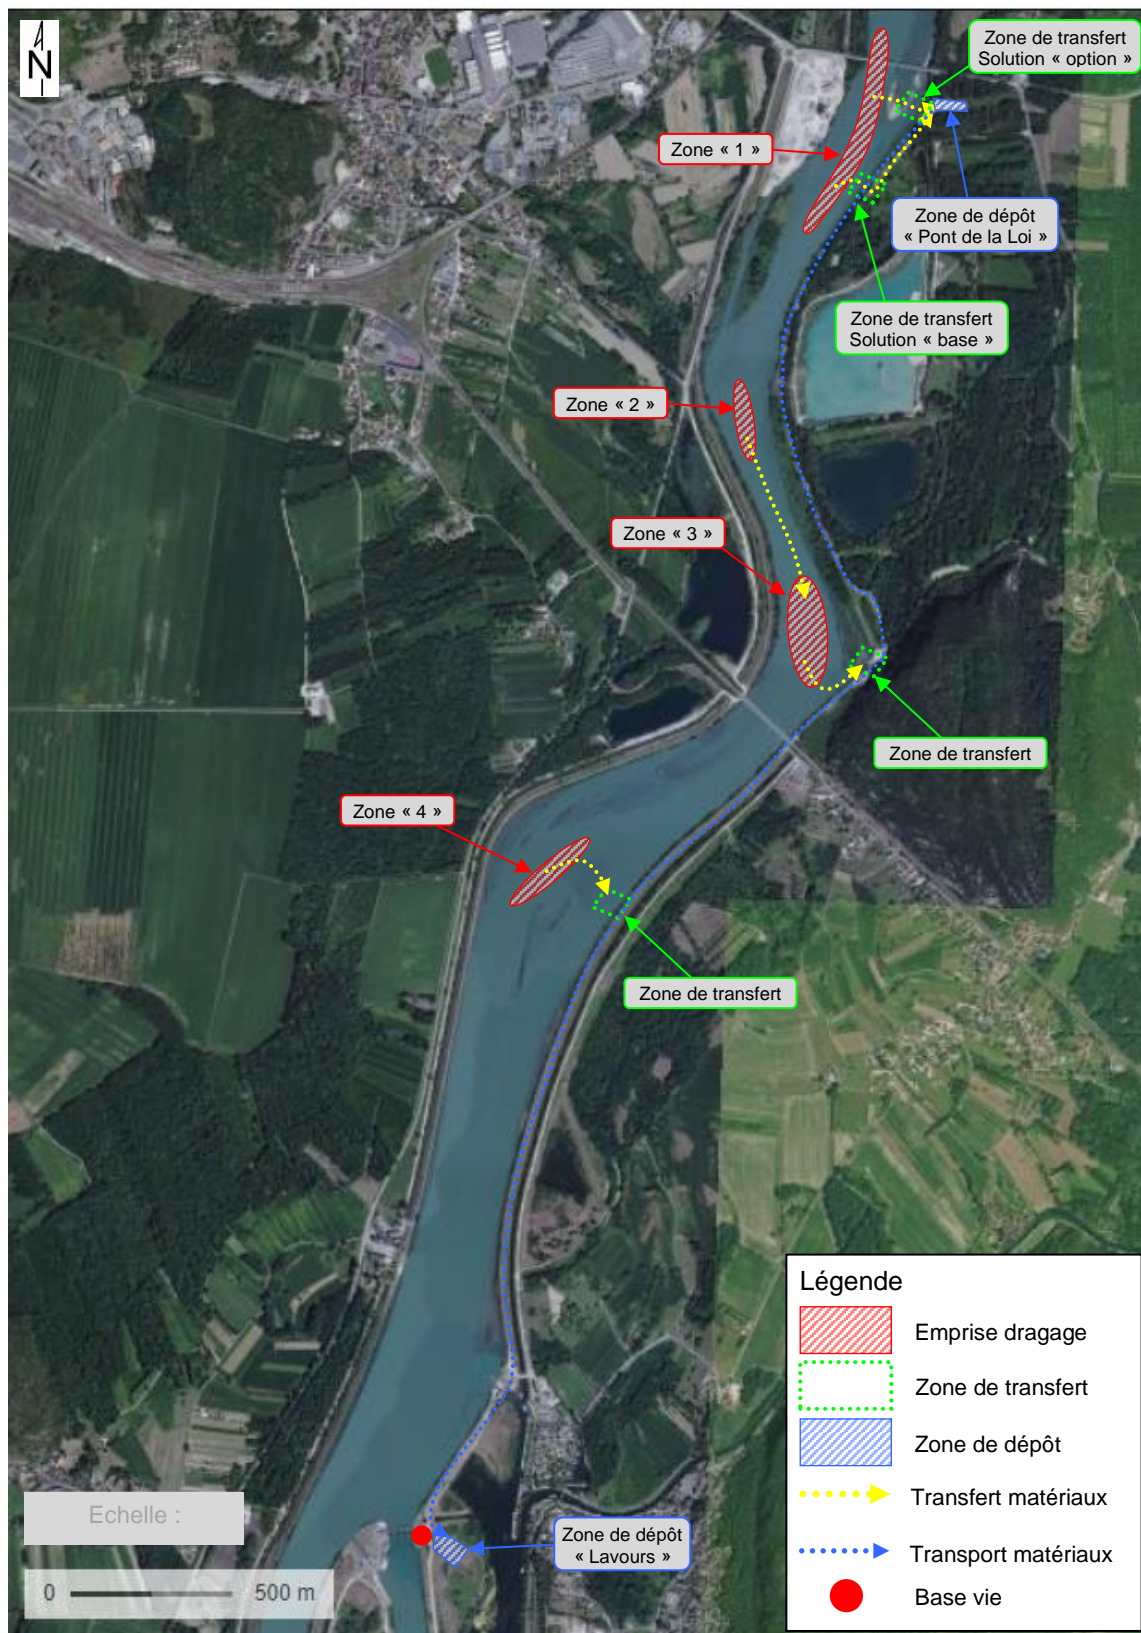 N
Zone de transfert
Solution « option »
Zone « 1 »
Zone de dépôt
« Pont de la Loi »
Zone de transfert
Solution « base »
Zone « 2 »
Zone « 3 »
Zone de transfert
Zone « 4 »
Zone de transfert
Légende
Emprise dragage
Zone de transfert
Zone de dépôt
Transfert matériaux
Transport matériaux
Base vie
Echelle :
0 500 m
Zone de dépôt
« Lavours »